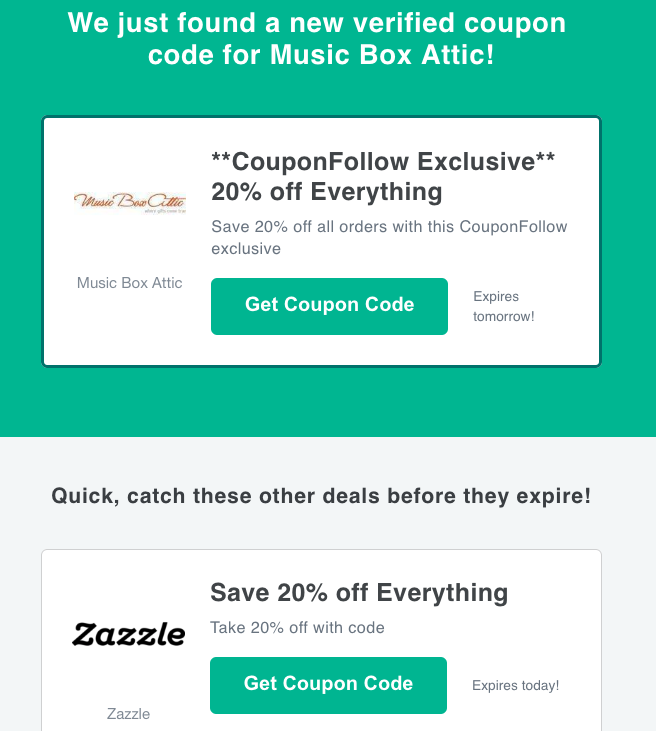 We just found a new verified coupon
code for Music Box Attic!
Music Box Attic
**CouponFollow Exclusive**
20% off Everything
Save 20% off all orders with this CouponFollow
exclusive
Music Box Attic
Get Coupon Code
Expires
tomorrow!
Quick, catch these other deals before they expire!
Zazzle
Save 20% off Everything
Take 20% off with code
Get Coupon Code
Expires today!
Zazzle